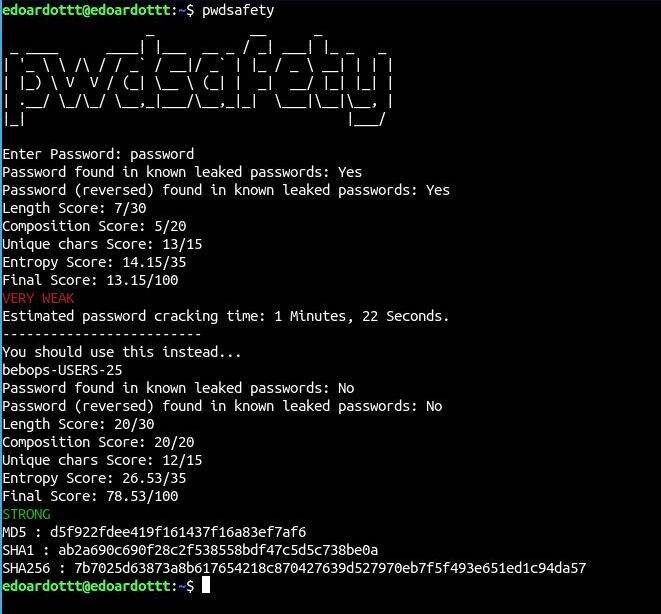 edoardottt@edoardottt:~$ pwdsafety
pwdsafety
Enter Password: password
Password found in known leaked passwords: Yes
Password (reversed) found in known leaked passwords: Yes
Length Score: 7/30
Composition Score: 5/20
Unique chars Score: 13/15
Entropy Score: 14.15/35
Final Score: 13.15/100
VERY WEAK
Estimated password cracking time: 1 Minutes, 22 Seconds.
-------------------------
You should use this instead...
bebops-USERS-25
Password found in known leaked passwords: No
Password (reversed) found in known leaked passwords: No
Length Score: 20/30
Composition Score: 20/20
Unique chars Score: 12/15
Entropy Score: 26.53/35
Final Score: 78.53/100
STRONG
MD5 : d5f922fdee419f161437f16a83ef7af6
SHA1 : ab2a690c690f28c2f538558bdf47c5d5c738be0a
SHA256 : 7b7025d63873a8b617654218c870427639d527970eb7f5f493e651ed1c94da57
edoardottt@edoardottt:~$